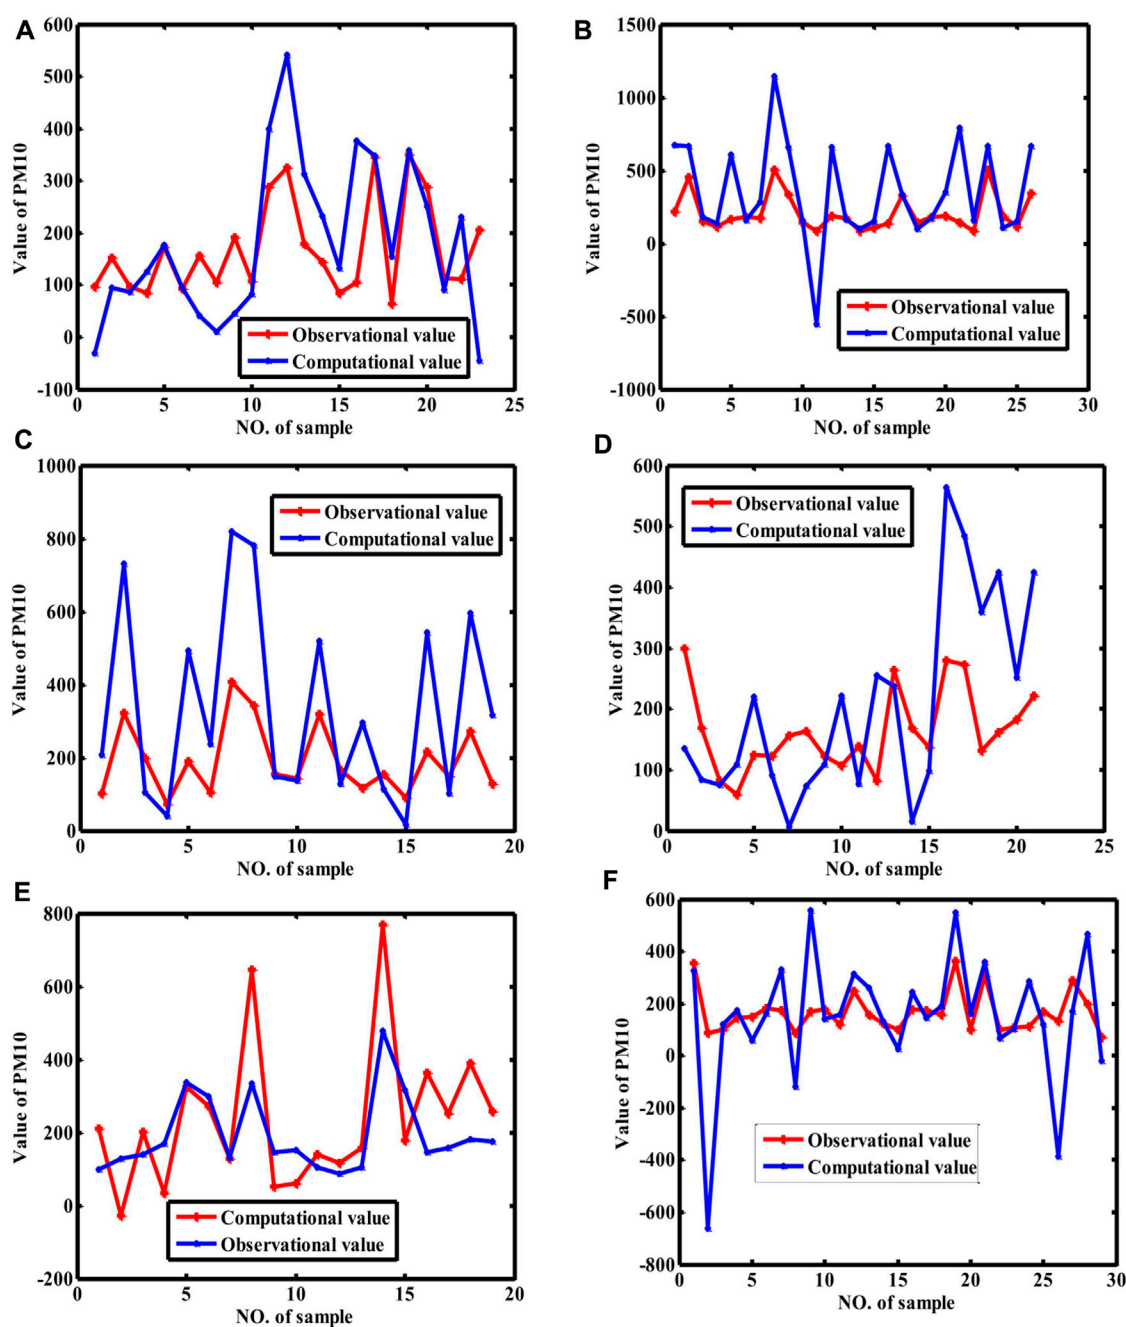 A
600
500
400
300
200
100
0
-100
Value of PM10
Observational value
Computational value
0 5 10 15 20 25
NO. of sample
B
1500
1000
500
0
-500
-1000
Value of PM10
Observational value
Computational value
0 5 10 15 20 25 30
NO. of sample
C
1000
800
600
400
200
0
Value of PM10
Observational value
Computational value
0 5 10 15 20
NO. of sample
D
600
500
400
300
200
100
0
Value of PM10
Observational value
Computational value
0 5 10 15 20 25
NO. of sample
E
800
600
400
200
0
-200
Value of PM10
Computational value
Observational value
0 5 10 15 20
NO. of sample
F
600
400
200
0
-200
-400
-600
-800
Value of PM10
Observational value
Computational value
0 5 10 15 20 25 30
NO. of sample